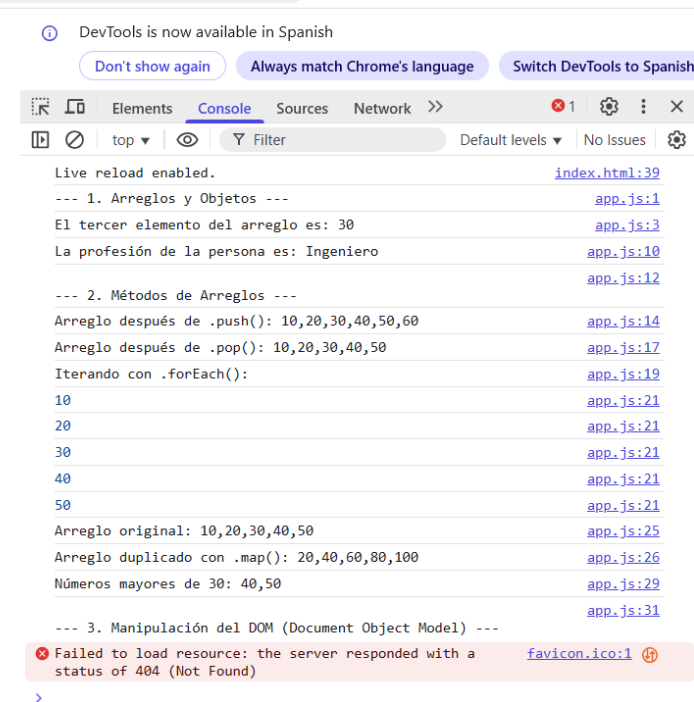 DevTools is now available in Spanish
Don't show again Always match Chrome's language Switch DevTools to Spanish
Elements Console Sources Network 1
top Filter Default levels No Issues
Live reload enabled. index.html:39
--- 1. Arreglos y Objetos --- app.js:1
El tercer elemento del arreglo es: 30 app.js:3
La profesión de la persona es: Ingeniero app.js:10
app.js:12
--- 2. Métodos de Arreglos ---
Arreglo después de .push(): 10,20,30,40,50,60 app.js:14
Arreglo después de .pop(): 10,20,30,40,50 app.js:17
Iterando con .forEach(): app.js:19
10 app.js:21
20 app.js:21
30 app.js:21
40 app.js:21
50 app.js:21
Arreglo original: 10,20,30,40,50 app.js:25
Arreglo duplicado con .map(): 20,40,60,80,100 app.js:26
Números mayores de 30: 40,50 app.js:29
app.js:31
--- 3. Manipulación del DOM (Document Object Model) ---
Failed to load resource: the server responded with a favicon.ico:1
status of 404 (Not Found)